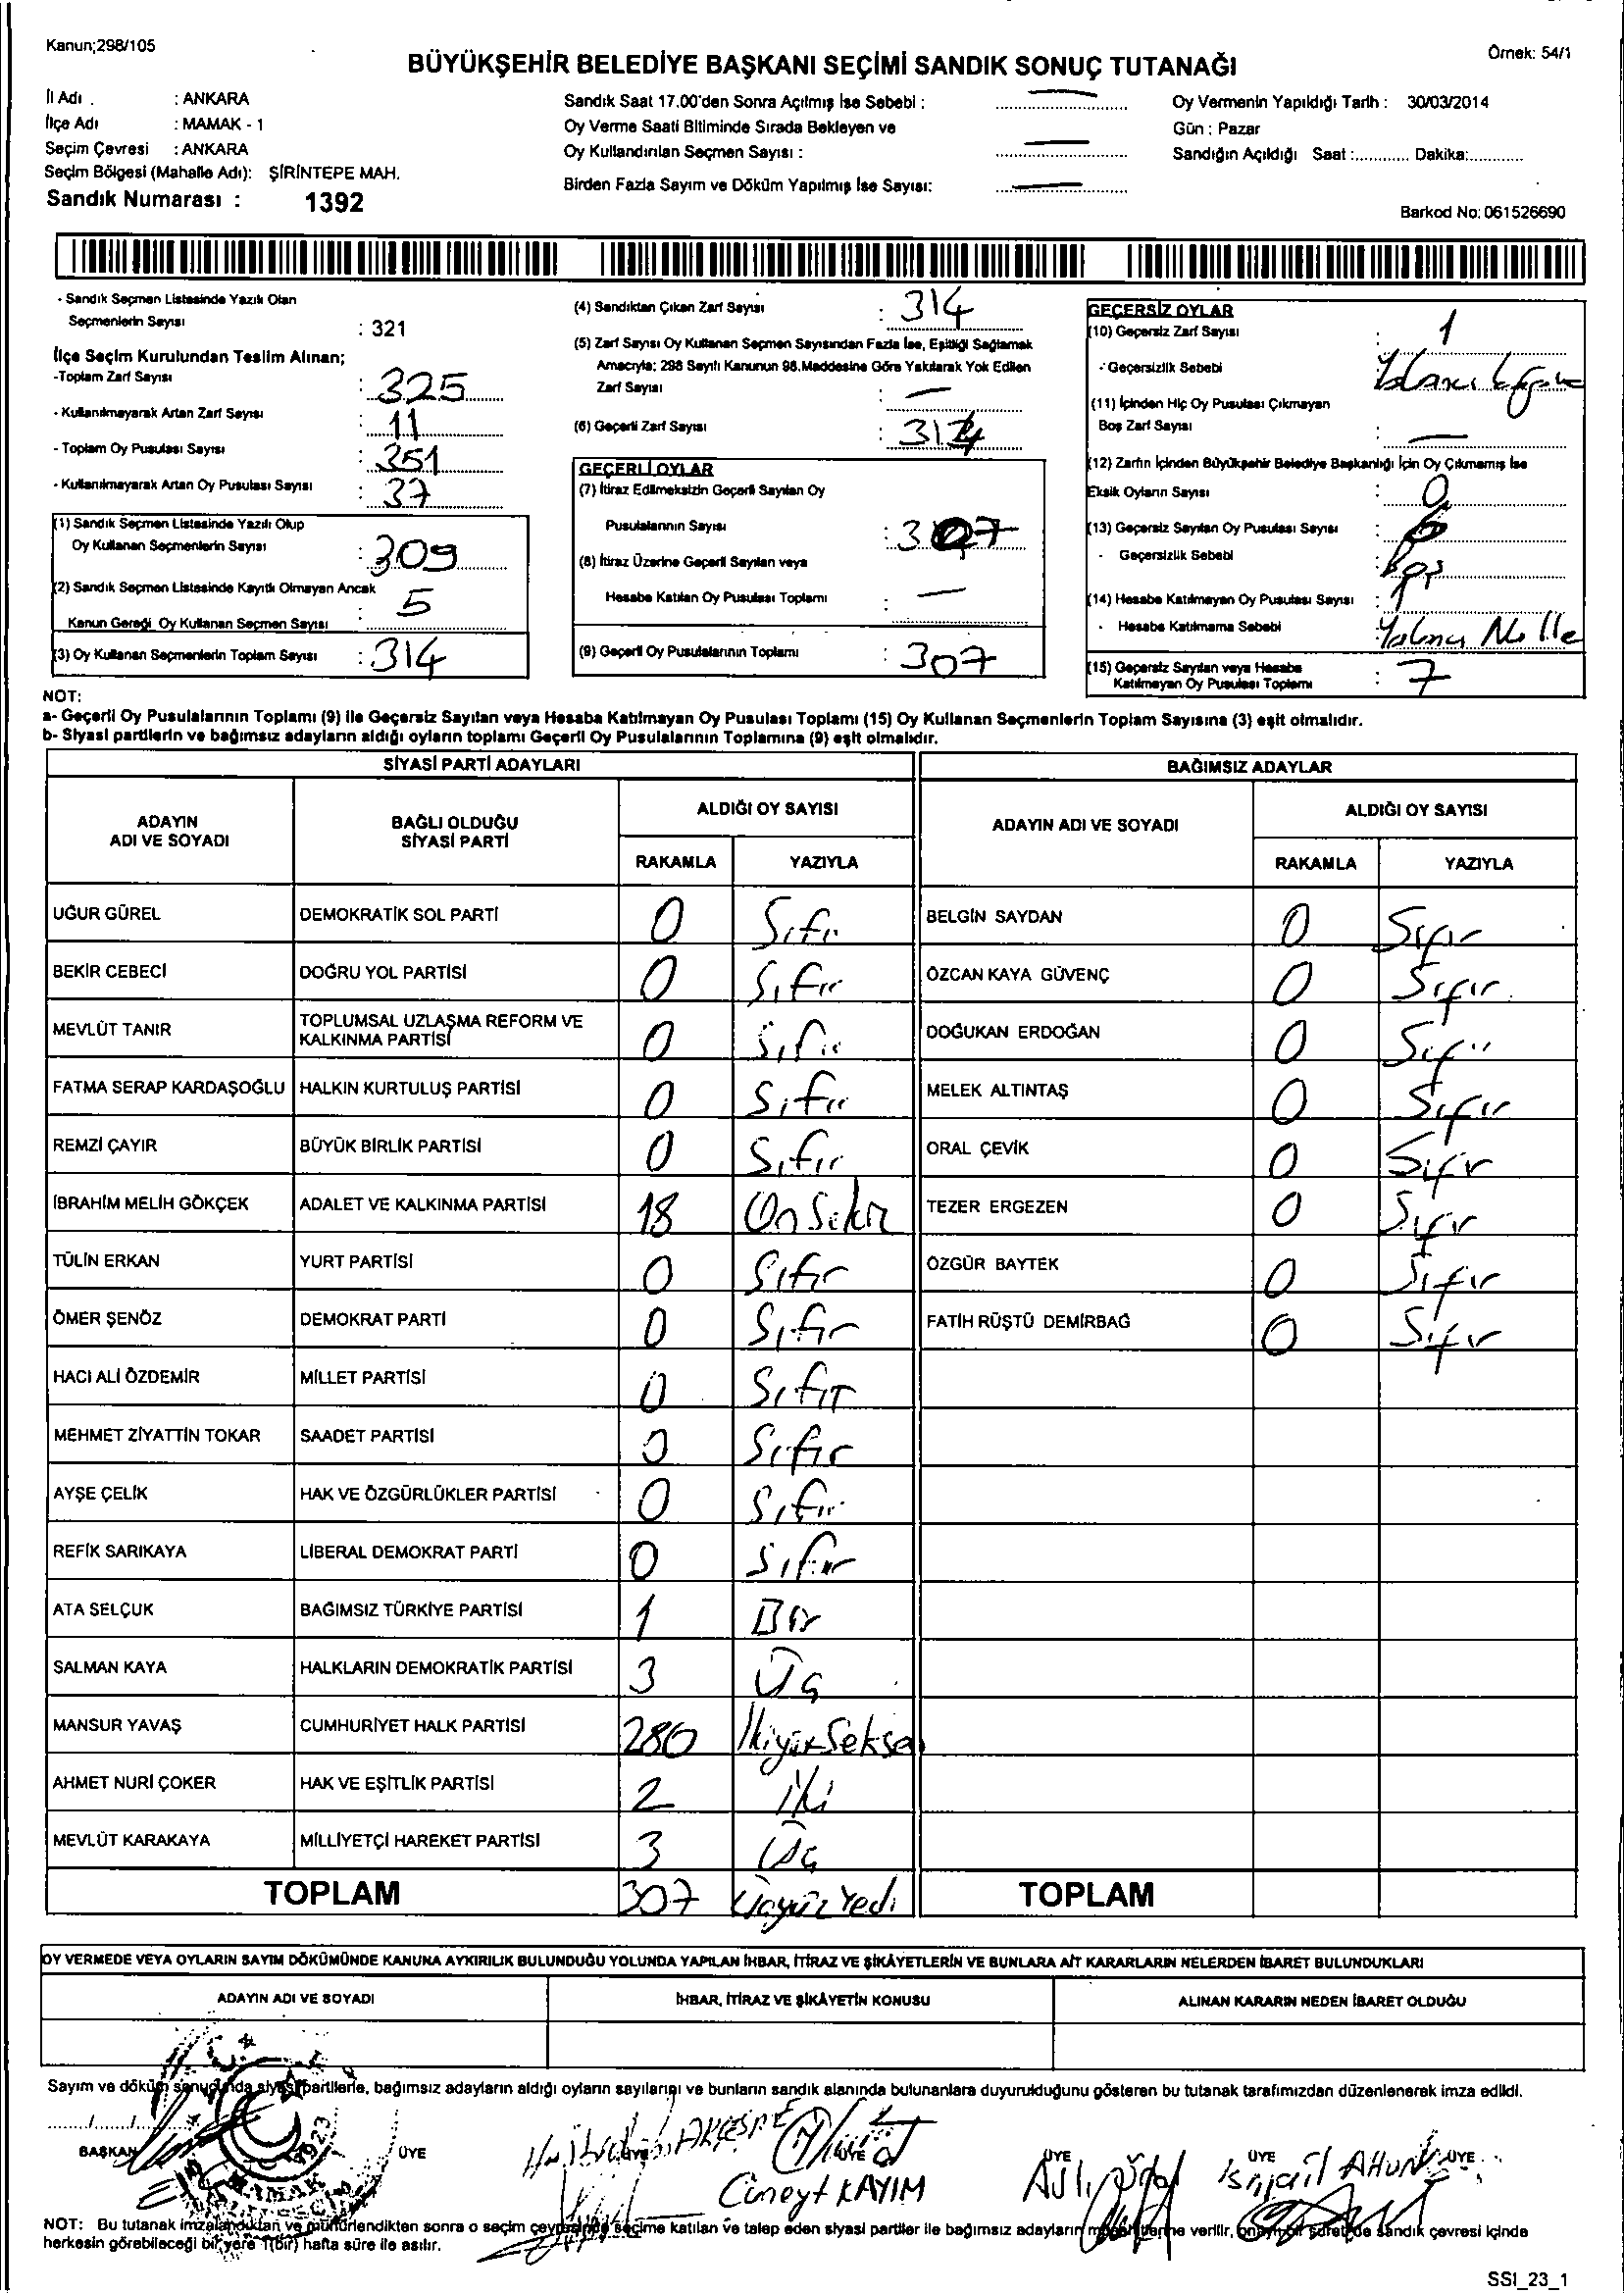 Kanun;298/105
Örnek: 54/1
BÜYÜKŞEHİR BELEDİYE BAŞKANI SEÇİMİ SANDIK SONUÇ TUTANAĞI
İl Adı . : ANKARA
İlçe Adı : MAMAK - 1
Seçim Çevresi : ANKARA
Seçim Bölgesi (Mahalle Adı): ŞİRİNTEPE MAH.
Sandık Numarası : 1392
Sandık Saat 17.00'den Sonra Açılmış İse Sebebi :
Oy Verme Saati Bitiminde Sırada Bekleyen ve
Oy Kullandırılan Seçmen Sayısı :
Birden Fazla Sayım ve Döküm Yapılmış İse Sayısı:
Oy Vermenin Yapıldığı Tarih : 30/03/2014
Gün : Pazar
Sandığın Açıldığı Saat :............ Dakika:............
Barkod No: 061526690
- Sandık Seçmen Listesinde Yazılı Olan
Seçmenlerin Sayısı : 321
İlçe Seçim Kurulundan Teslim Alınan;
-Toplam Zarf Sayısı : 325
- Kullanılmayarak Artan Zarf Sayısı : 11
- Toplam Oy Pusulası Sayısı : 351
- Kullanılmayarak Artan Oy Pusulası Sayısı : 37
(1) Sandık Seçmen Listesinde Yazılı Olup
Oy Kullanan Seçmenlerin Sayısı : 309
(2) Sandık Seçmen Listesinde Kayıtlı Olmayan Ancak
Kanun Gereği Oy Kullanan Seçmen Sayısı : 5
(3) Oy Kullanan Seçmenlerin Toplam Sayısı : 314
(4) Sandıktan Çıkan Zarf Sayısı : 314
(5) Zarf Sayısı Oy Kullanan Seçmen Sayısından Fazla İse, Eşitliği Sağlamak
Amacıyla; 298 Sayılı Kanunun 98.Maddesine Göre Yakılarak Yok Edilen
Zarf Sayısı : —
(6) Geçerli Zarf Sayısı :
GEÇERLİ OYLAR
(7) İtiraz Edilmeksizin Geçerli Sayılan Oy
Pusulalarının Sayısı : 307
(8) İtiraz Üzerine Geçerli Sayılan veya
Hesaba Katılan Oy Pusulası Toplamı : —
(9) Geçerli Oy Pusulalarının Toplamı : 307
GEÇERSİZ OYLAR
(10) Geçersiz Zarf Sayısı : 1
- Geçersizlik Sebebi :
(11) İçinden Hiç Oy Pusulası Çıkmayan
Boş Zarf Sayısı : —
(12) Zarfın İçinden Büyükşehir Belediye Başkanlığı İçin Oy Çıkmamış İse
Eksik Oyların Sayısı : 0
(13) Geçersiz Sayılan Oy Pusulası Sayısı : 6
- Geçersizlik Sebebi : Boş
(14) Hesaba Katılmayan Oy Pusulası Sayısı :
- Hesaba Katılmama Sebebi :
(15) Geçersiz Sayılan veya Hesaba
Katılmayan Oy Pusulası Toplamı : 7
NOT:
a- Geçerli Oy Pusulalarının Toplamı (9) ile Geçersiz Sayılan veya Hesaba Katılmayan Oy Pusulası Toplamı (15) Oy Kullanan Seçmenlerin Toplam Sayısına (3) eşit olmalıdır.
b- Siyasi partilerin ve bağımsız adayların aldığı oyların toplamı Geçerli Oy Pusulalarının Toplamına (9) eşit olmalıdır.
SİYASİ PARTİ ADAYLARI
ADAYIN ADI VE SOYADI BAĞLI OLDUĞU SİYASİ PARTİ ALDIĞI OY SAYISI
RAKAMLA YAZIYLA
UĞUR GÜREL DEMOKRATİK SOL PARTİ 0 Sıfır
BEKİR CEBECİ DOĞRU YOL PARTİSİ 0 Sıfır
MEVLÜT TANIR TOPLUMSAL UZLAŞMA REFORM VE KALKINMA PARTİSİ 0 Sıfır
FATMA SERAP KARDAŞOĞLU HALKIN KURTULUŞ PARTİSİ 0 Sıfır
REMZİ ÇAYIR BÜYÜK BİRLİK PARTİSİ 0 Sıfır
İBRAHİM MELİH GÖKÇEK ADALET VE KALKINMA PARTİSİ 18 On Sekiz
TÜLİN ERKAN YURT PARTİSİ 0 Sıfır
ÖMER ŞENÖZ DEMOKRAT PARTİ 0 Sıfır
HACI ALİ ÖZDEMİR MİLLET PARTİSİ 0 Sıfır
MEHMET ZİYATTİN TOKAR SAADET PARTİSİ 0 Sıfır
AYŞE ÇELİK HAK VE ÖZGÜRLÜKLER PARTİSİ 0 Sıfır
REFİK SARIKAYA LİBERAL DEMOKRAT PARTİ 0 Sıfır
ATA SELÇUK BAĞIMSIZ TÜRKİYE PARTİSİ 1 Bir
SALMAN KAYA HALKLARIN DEMOKRATİK PARTİSİ 3 Üç
MANSUR YAVAŞ CUMHURİYET HALK PARTİSİ 280 İkiyüzSeksen
AHMET NURİ ÇOKER HAK VE EŞİTLİK PARTİSİ 2 İki
MEVLÜT KARAKAYA MİLLİYETÇİ HAREKET PARTİSİ 3 Üç
TOPLAM 307 Üçyüz Yedi
BAĞIMSIZ ADAYLAR
ADAYIN ADI VE SOYADI ALDIĞI OY SAYISI
RAKAMLA YAZIYLA
BELGİN SAYDAN 0 Sıfır
ÖZCAN KAYA GÜVENÇ 0 Sıfır
DOĞUKAN ERDOĞAN 0 Sıfır
MELEK ALTINTAŞ 0 Sıfır
ORAL ÇEVİK 0 Sıfır
TEZER ERGEZEN 0 Sıfır
ÖZGÜR BAYTEK 0 Sıfır
FATİH RÜŞTÜ DEMİRBAĞ 0 Sıfır
TOPLAM
OY VERMEDE VEYA OYLARIN SAYIM DÖKÜMÜNDE KANUNA AYKIRILIK BULUNDUĞU YOLUNDA YAPILAN İHBAR, İTİRAZ VE ŞİKÂYETLERİN VE BUNLARA AİT KARARLARIN NELERDEN İBARET BULUNDUKLARI
ADAYIN ADI VE SOYADI İHBAR, İTİRAZ VE ŞİKÂYETİN KONUSU ALINAN KARARIN NEDEN İBARET OLDUĞU
Sayım ve döküm sonucunda siyasi partilerle, bağımsız adayların aldığı oyların sayılarını ve bunların sandık alanında bulunanlara duyurulduğunu gösteren bu tutanak tarafımızdan düzenlenerek imza edildi.
BAŞKAN ÜYE ÜYE ÜYE ÜYE ÜYE
1923
MAMAK
Cüneyt KAYIM
NOT: Bu tutanak imzalandıktan ve mühürlendikten sonra o seçim çevresinde seçime katılan ve talep eden siyasi partiler ile bağımsız adayların müşahitlerine verilir, onaylı bir sureti de sandık çevresi içinde
herkesin görebileceği bir yere 1(bir) hafta süre ile asılır.
SSI_23_1